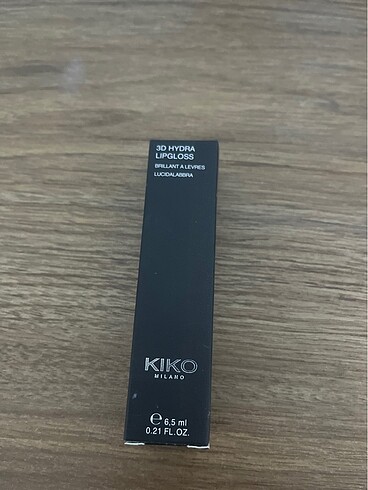 3D HYDRA
LIPGLOSS
BRILLANT A LEVRES
LUCIDALABBRA
KIKO
MILANO
℮ 6,5 ml
0.21 FL.OZ.